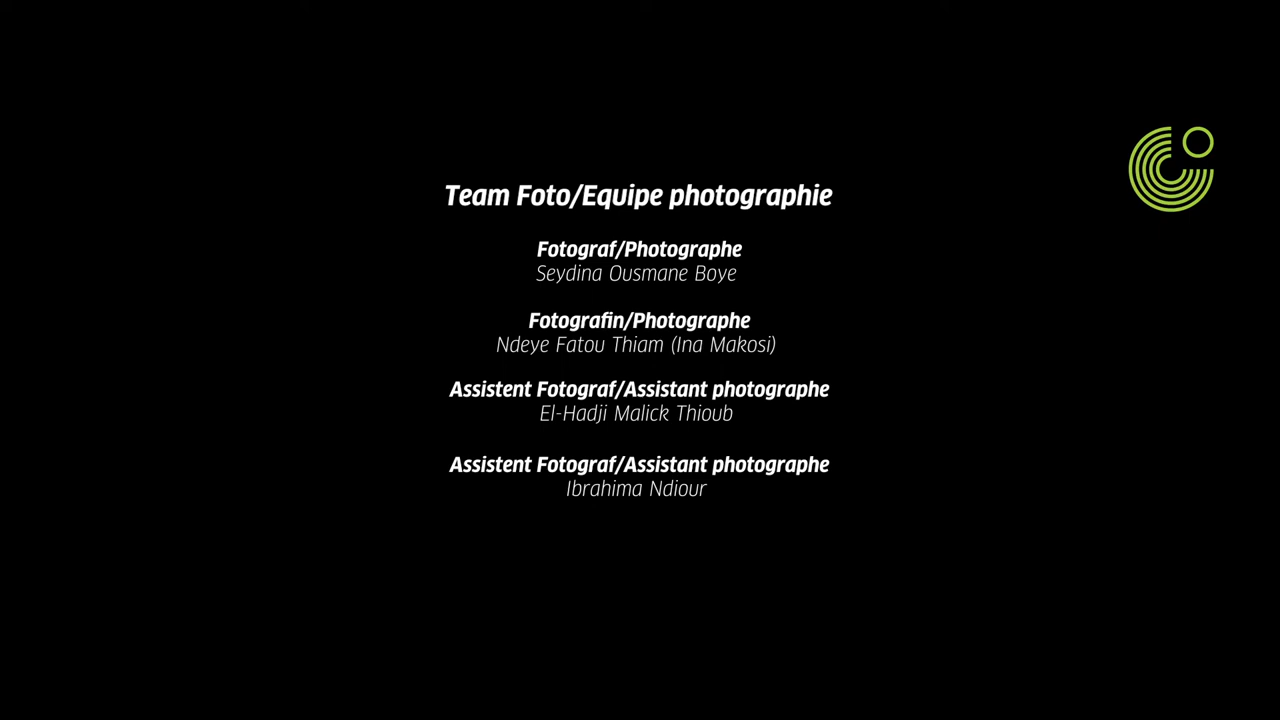 Team Foto/Equipe photographie
Fotograf/Photographe
Seydina Ousmane Boye
Fotografin/Photographe
Ndeye Fatou Thiam (Ina Makosi)
Assistent Fotograf/Assistant photographe
El-Hadji Malick Thioub
Assistent Fotograf/Assistant photographe
Ibrahima Ndiour